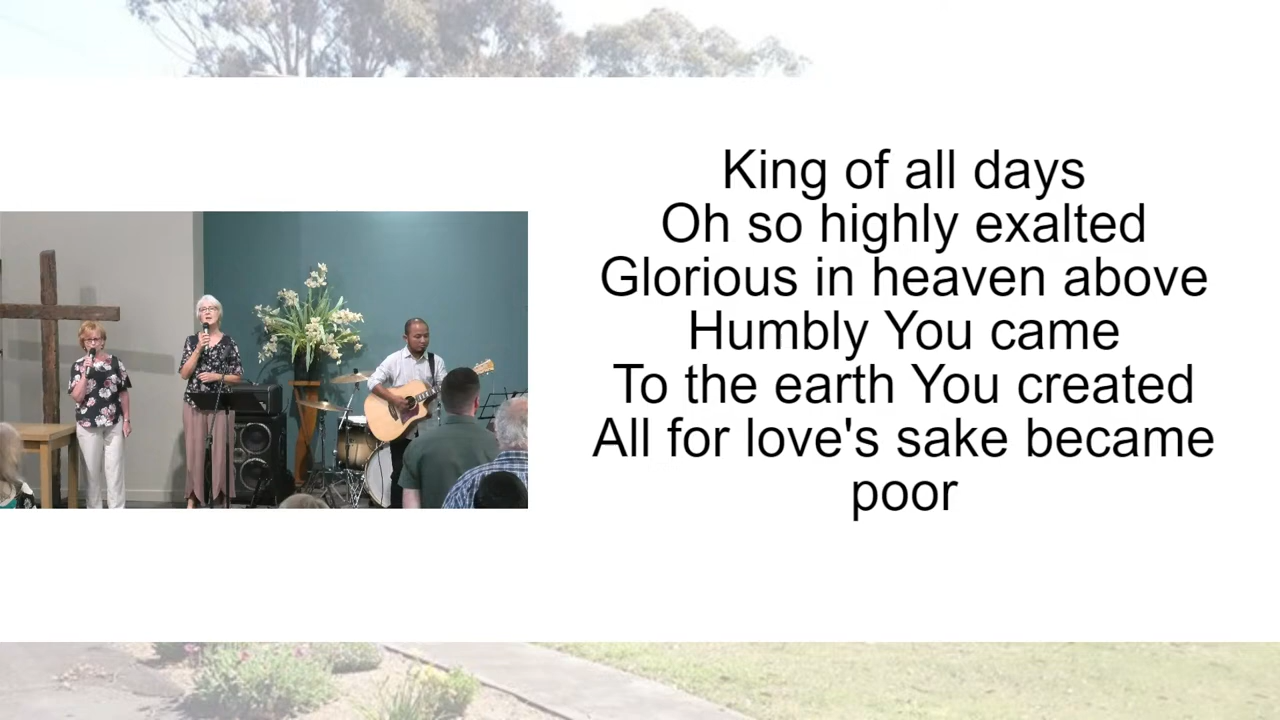 King of all days
Oh so highly exalted
Glorious in heaven above
Humbly You came
To the earth You created
All for love's sake became
poor